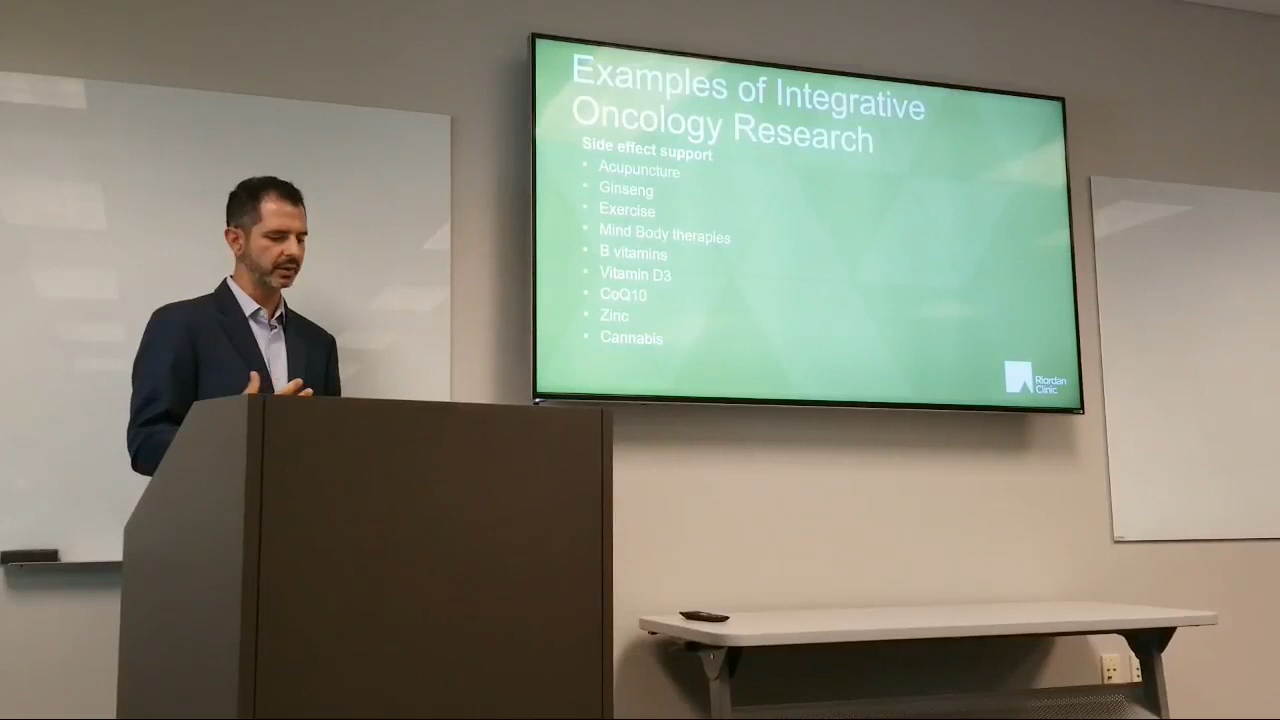 Examples of Integrative
Oncology Research
Side effect support
• Acupuncture
• Ginseng
• Exercise
• Mind Body therapies
• B vitamins
• Vitamin D3
• CoQ10
• Zinc
• Cannabis
Riordan
Clinic